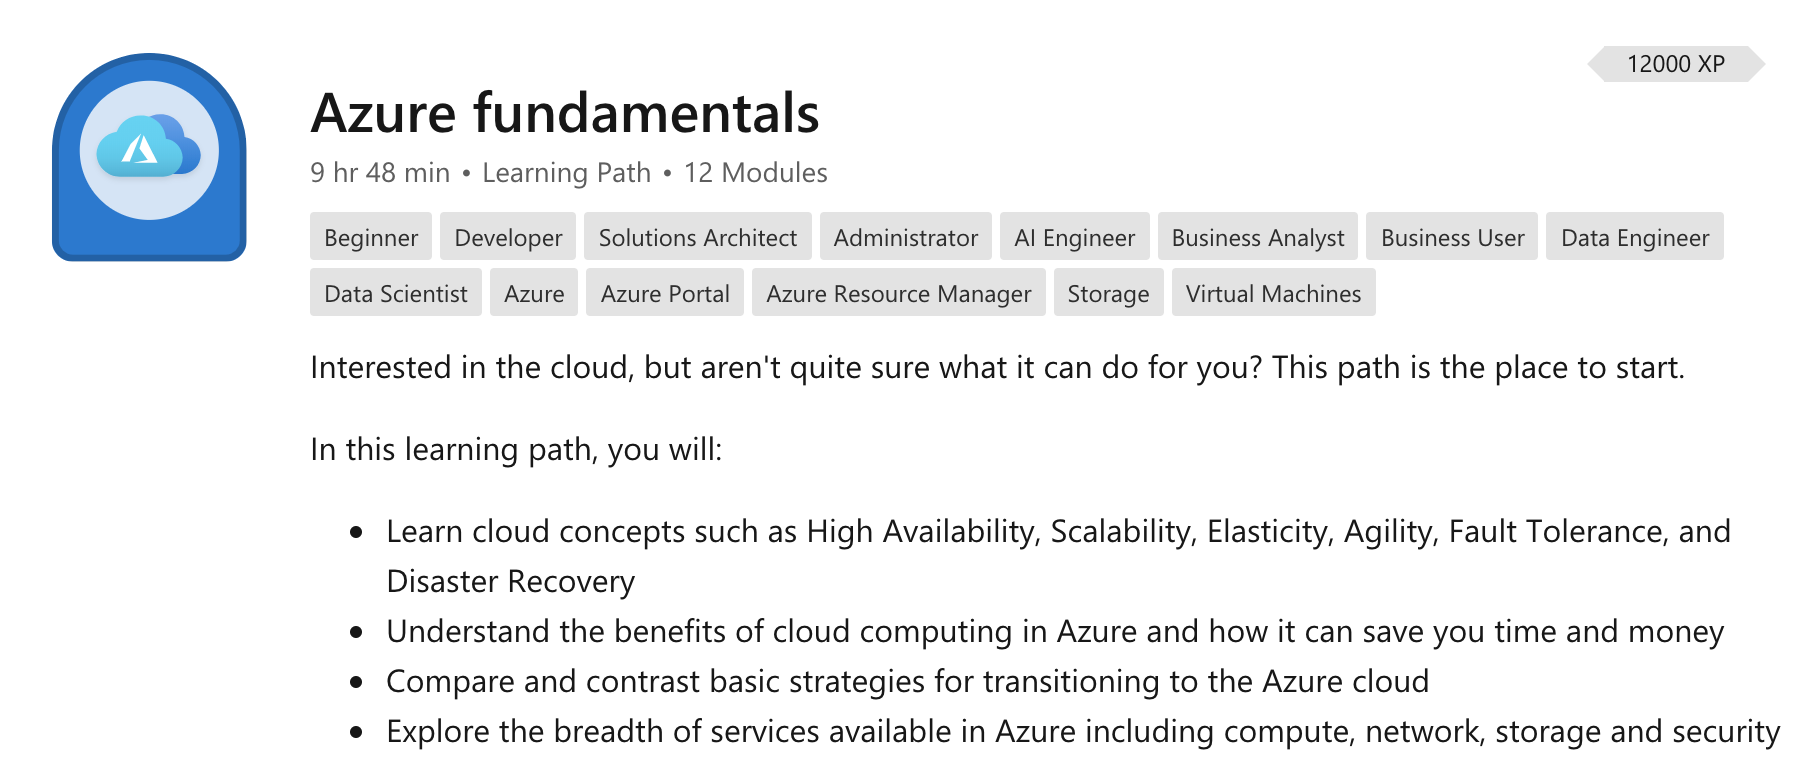 12000 XP
Azure fundamentals
9 hr 48 min • Learning Path • 12 Modules
Beginner Developer Solutions Architect Administrator AI Engineer Business Analyst Business User Data Engineer
Data Scientist Azure Azure Portal Azure Resource Manager Storage Virtual Machines
Interested in the cloud, but aren't quite sure what it can do for you? This path is the place to start.
In this learning path, you will:
• Learn cloud concepts such as High Availability, Scalability, Elasticity, Agility, Fault Tolerance, and
Disaster Recovery
• Understand the benefits of cloud computing in Azure and how it can save you time and money
• Compare and contrast basic strategies for transitioning to the Azure cloud
• Explore the breadth of services available in Azure including compute, network, storage and security